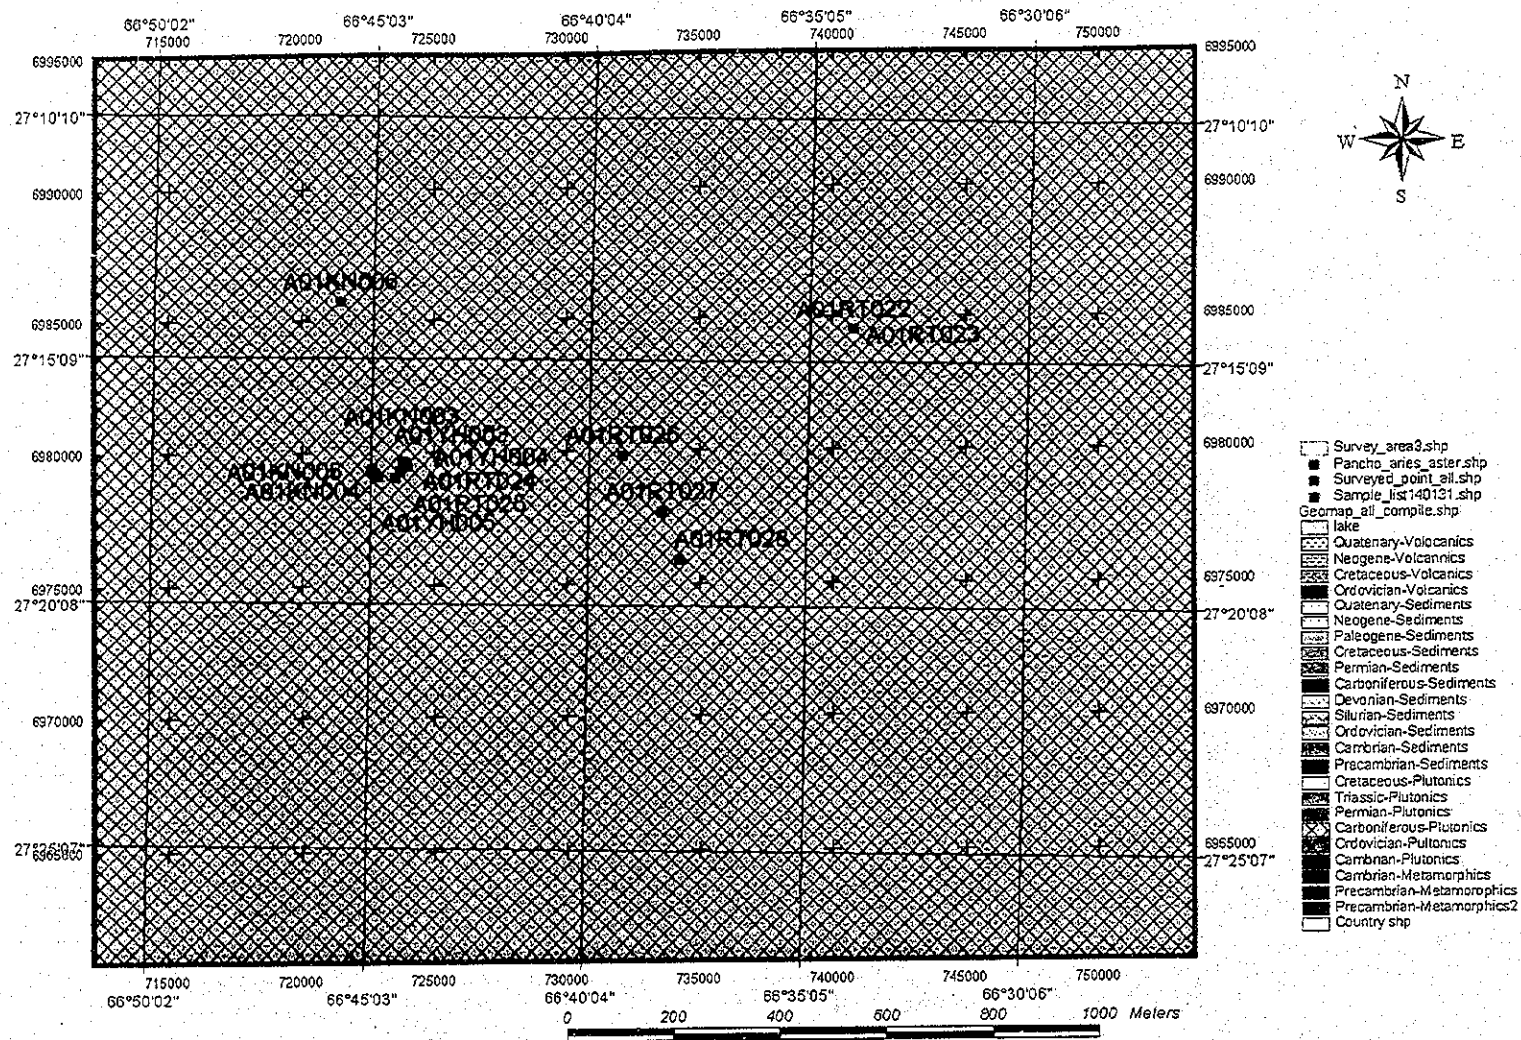 66°50'02" 66°45'03" 66°40'04" 66°35'05" 66°30'06"
715000 720000 725000 730000 735000 740000 745000 750000
6995000 6995000
27°10'10" 27°10'10"
N
W E
S
6990000 6990000
A01KN006
A01RT022
A01RT023
6985000 6985000
27°15'09" 27°15'09"
A01KN003
A01YH003
A01RT026
6980000 6980000
A01YH004
A01KN005
A01RT024
A01KN004
A01RT027
A01RT025
A01YH005
A01RT028
6975000 6975000
27°20'08" 27°20'08"
6970000 6970000
27°25'07" 6965000
27°25'07"
Survey_area3.shp
Pancho_aries_aster.shp
Surveyed_point_all.shp
Sample_list140131.shp
Geomap_all_compile.shp
lake
Quatenary-Volocanics
Neogene-Volcannics
Cretaceous-Volcanics
Ordovician-Volcanics
Quatenary-Sediments
Neogene-Sediments
Paleogene-Sediments
Cretaceous-Sediments
Permian-Sediments
Carboniferous-Sediments
Devonian-Sediments
Silurian-Sediments
Ordovician-Sediments
Cambrian-Sediments
Precambrian-Sediments
Cretaceous-Plutonics
Triassic-Plutonics
Permian-Plutonics
Carboniferous-Plutonics
Ordovician-Pultonics
Cambrian-Plutonics
Cambrian-Metamorphics
Precambrian-Metamorophics
Precambrian-Metamorphics2
Country shp
715000 720000 725000 730000 735000 740000 745000 750000
66°50'02" 66°45'03" 66°40'04" 66°35'05" 66°30'06"
0 200 400 600 800 1000 Meters